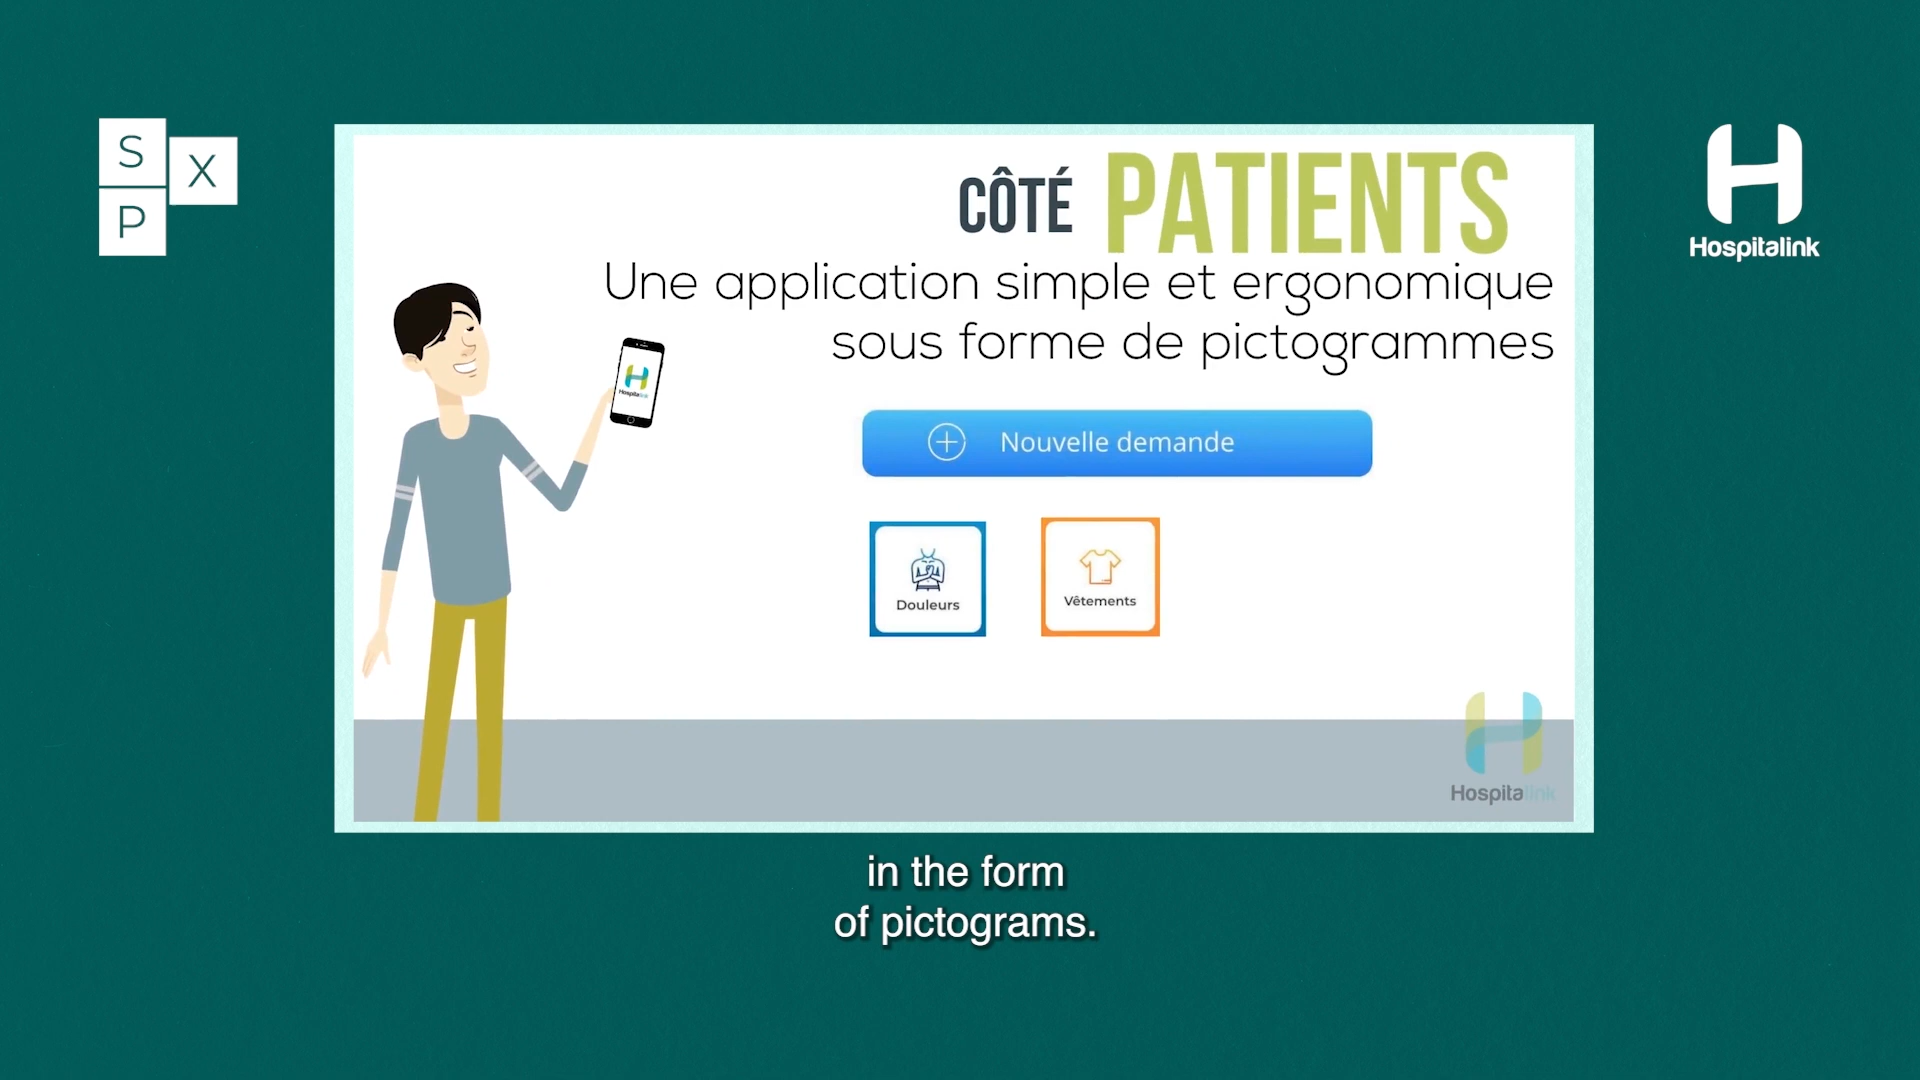 S
X
P
CÔTÉ PATIENTS
Une application simple et ergonomique
sous forme de pictogrammes
Hospitalink
Hospitalink
Nouvelle demande
Douleurs
Vêtements
Hospitalink
in the form
of pictograms.